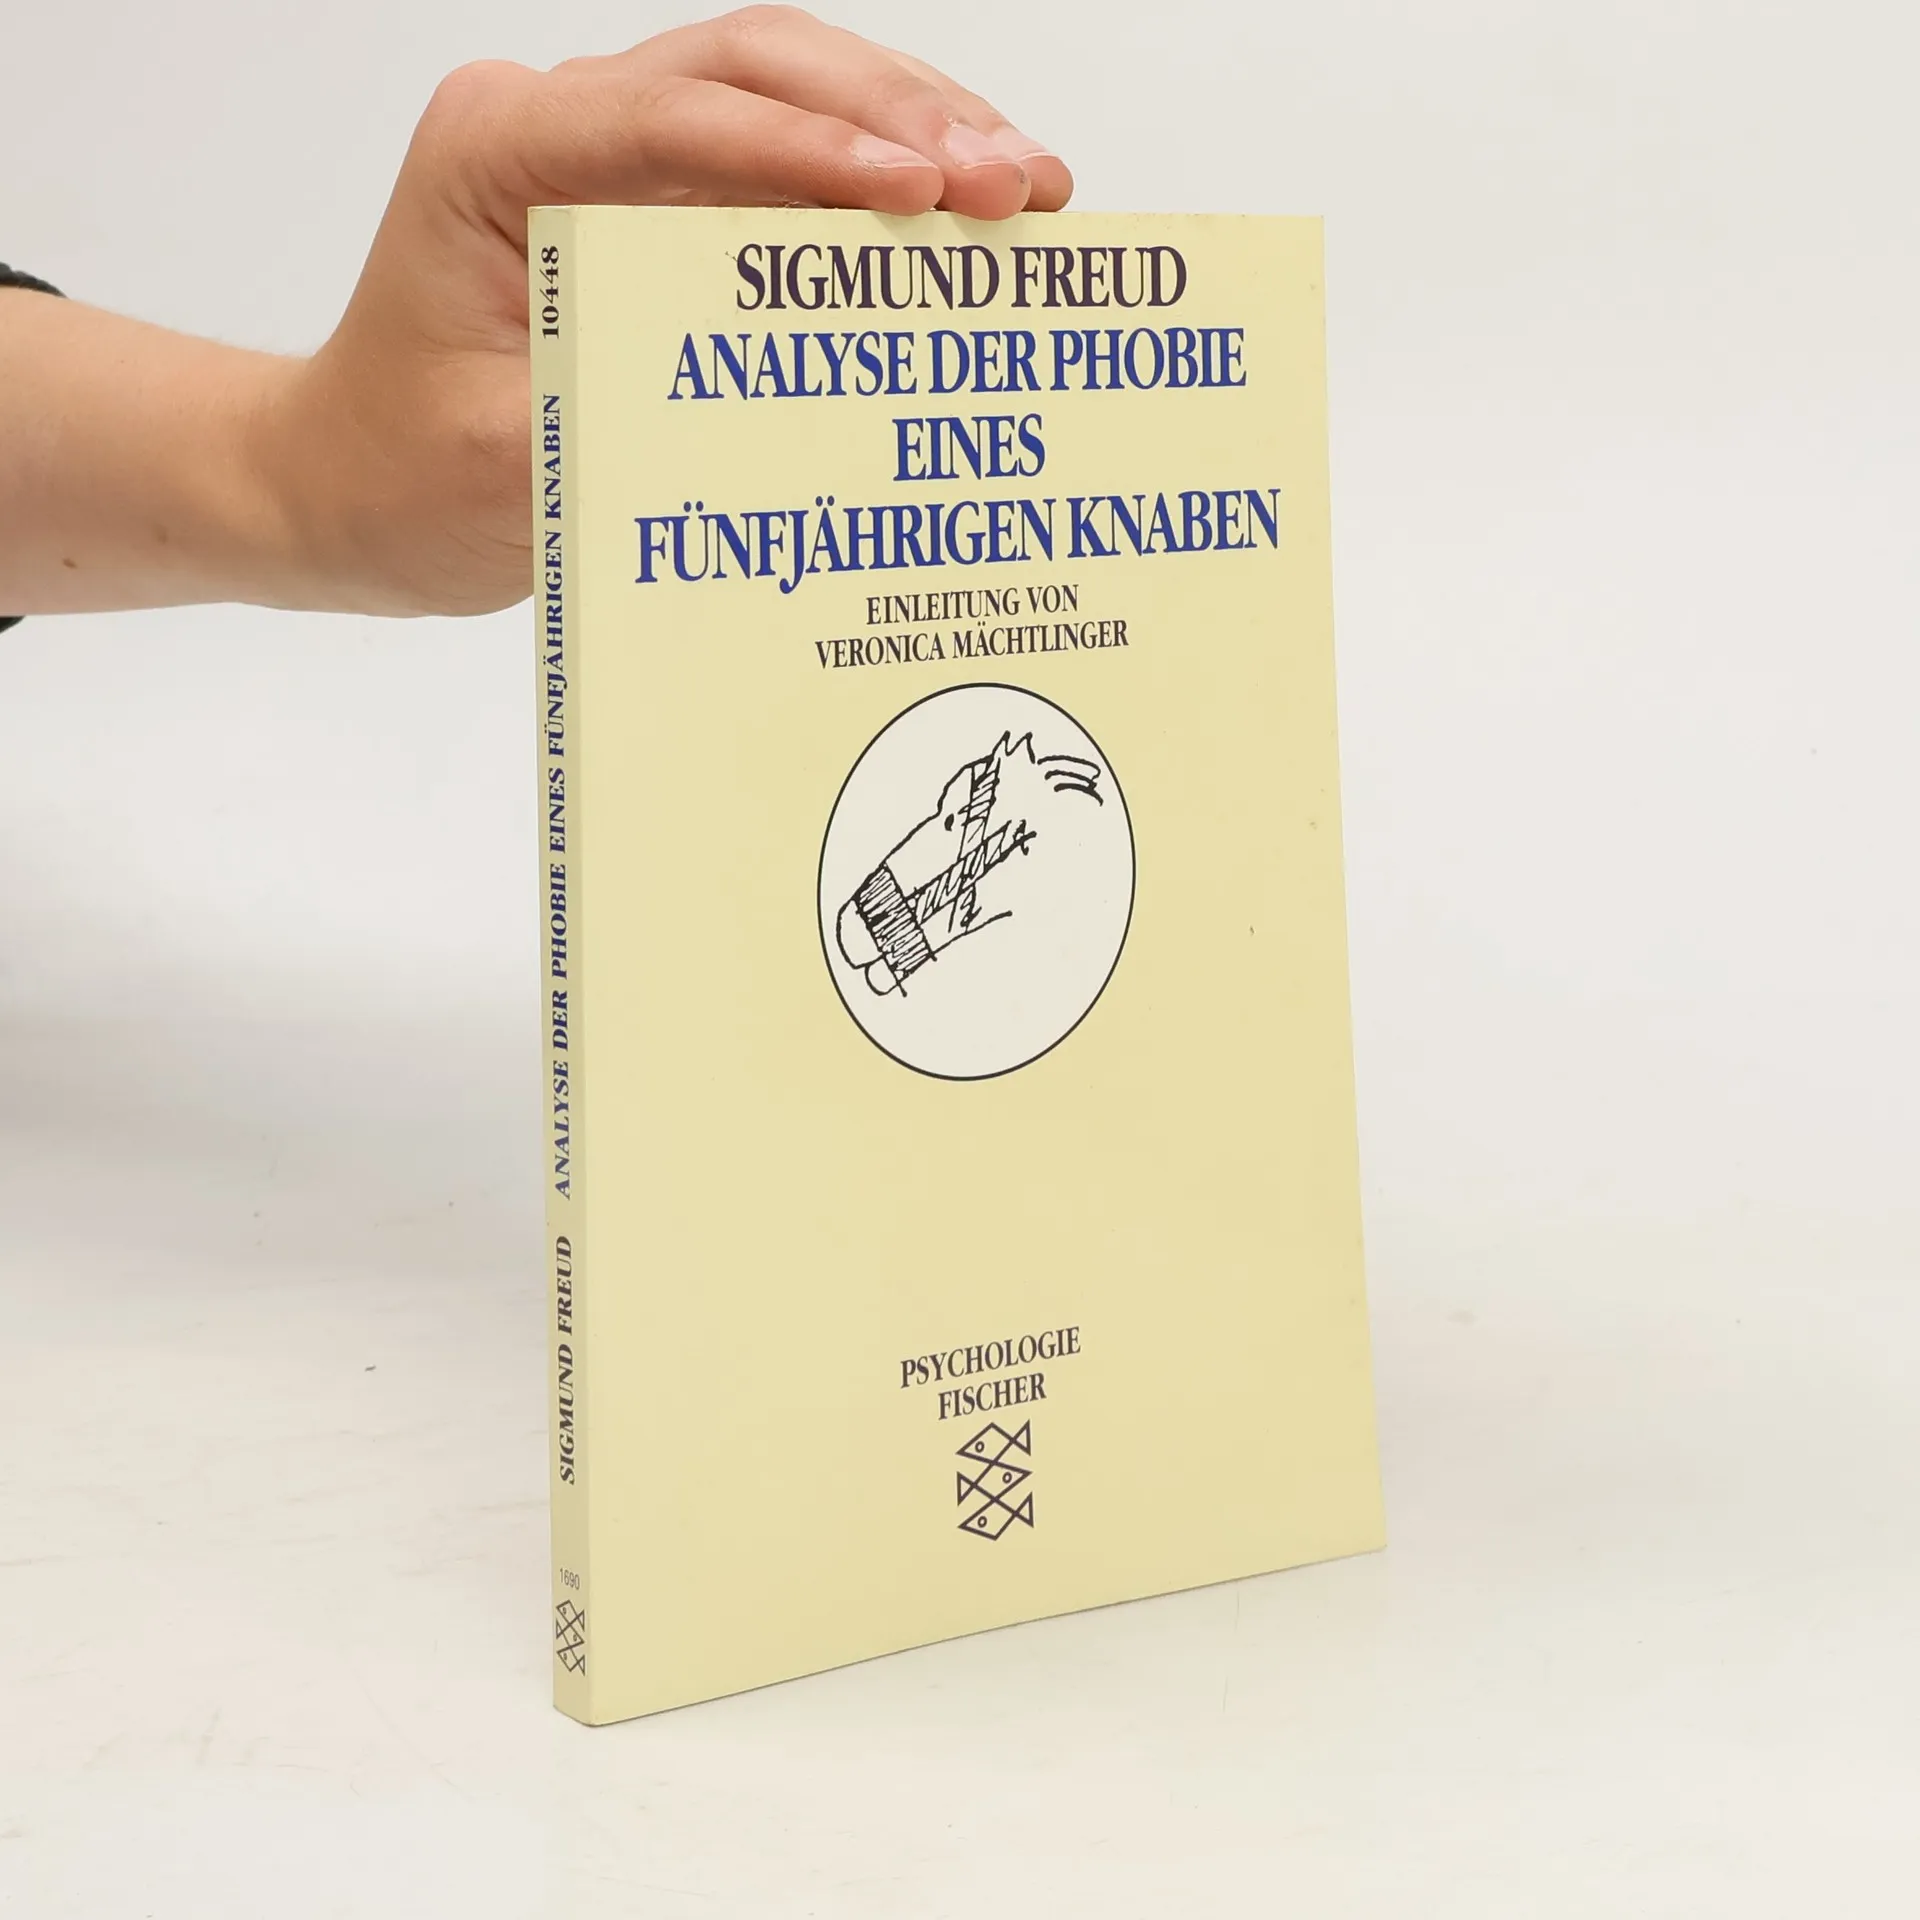 SIGMUND FREUD
ANALYSE DER PHOBIE
EINES
FÜNFJÄHRIGEN KNABEN
EINLEITUNG VON
VERONICA MÄCHTLINGER
PSYCHOLOGIE
FISCHER
SIGMUND FREUD ANALYSE DER PHOBIE EINES FÜNFJÄHRIGEN KNABEN 10448
1690